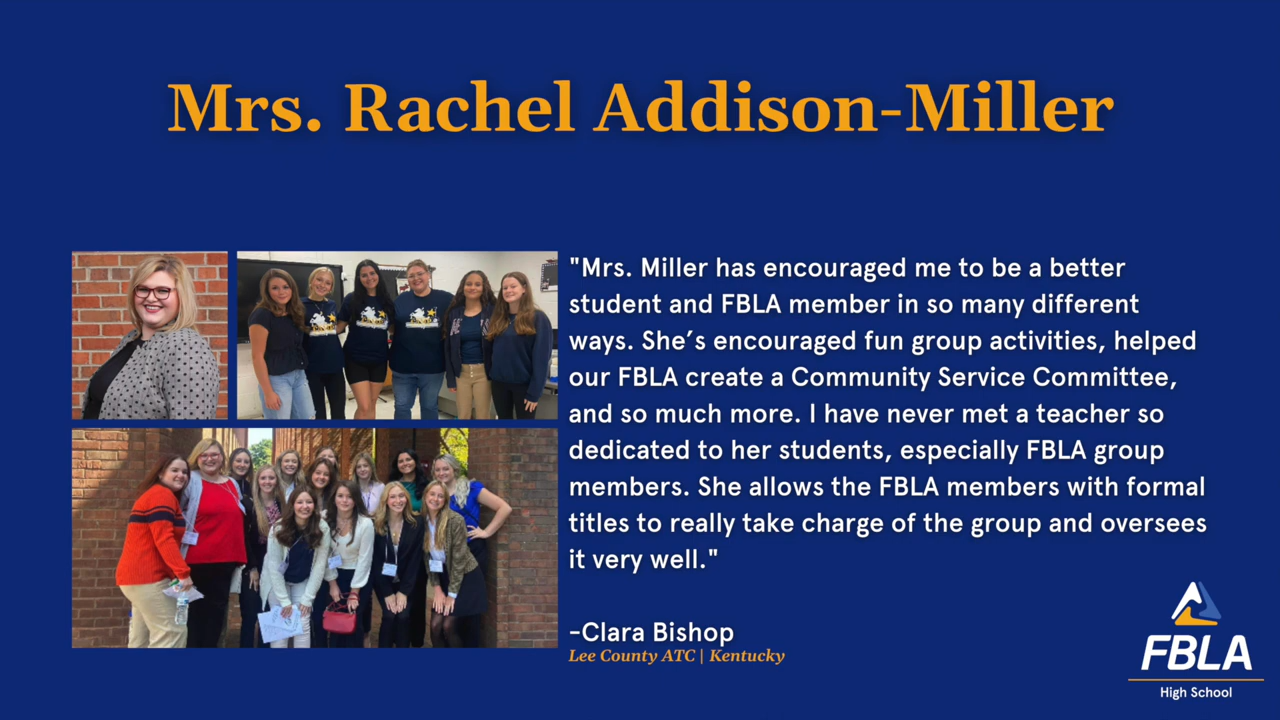 Mrs. Rachel Addison-Miller
"Mrs. Miller has encouraged me to be a better
student and FBLA member in so many different
ways. She's encouraged fun group activities, helped
our FBLA create a Community Service Committee,
and so much more. I have never met a teacher so
dedicated to her students, especially FBLA group
members. She allows the FBLA members with formal
titles to really take charge of the group and oversees
it very well."
-Clara Bishop
Lee County ATC | Kentucky
FBLA
High School